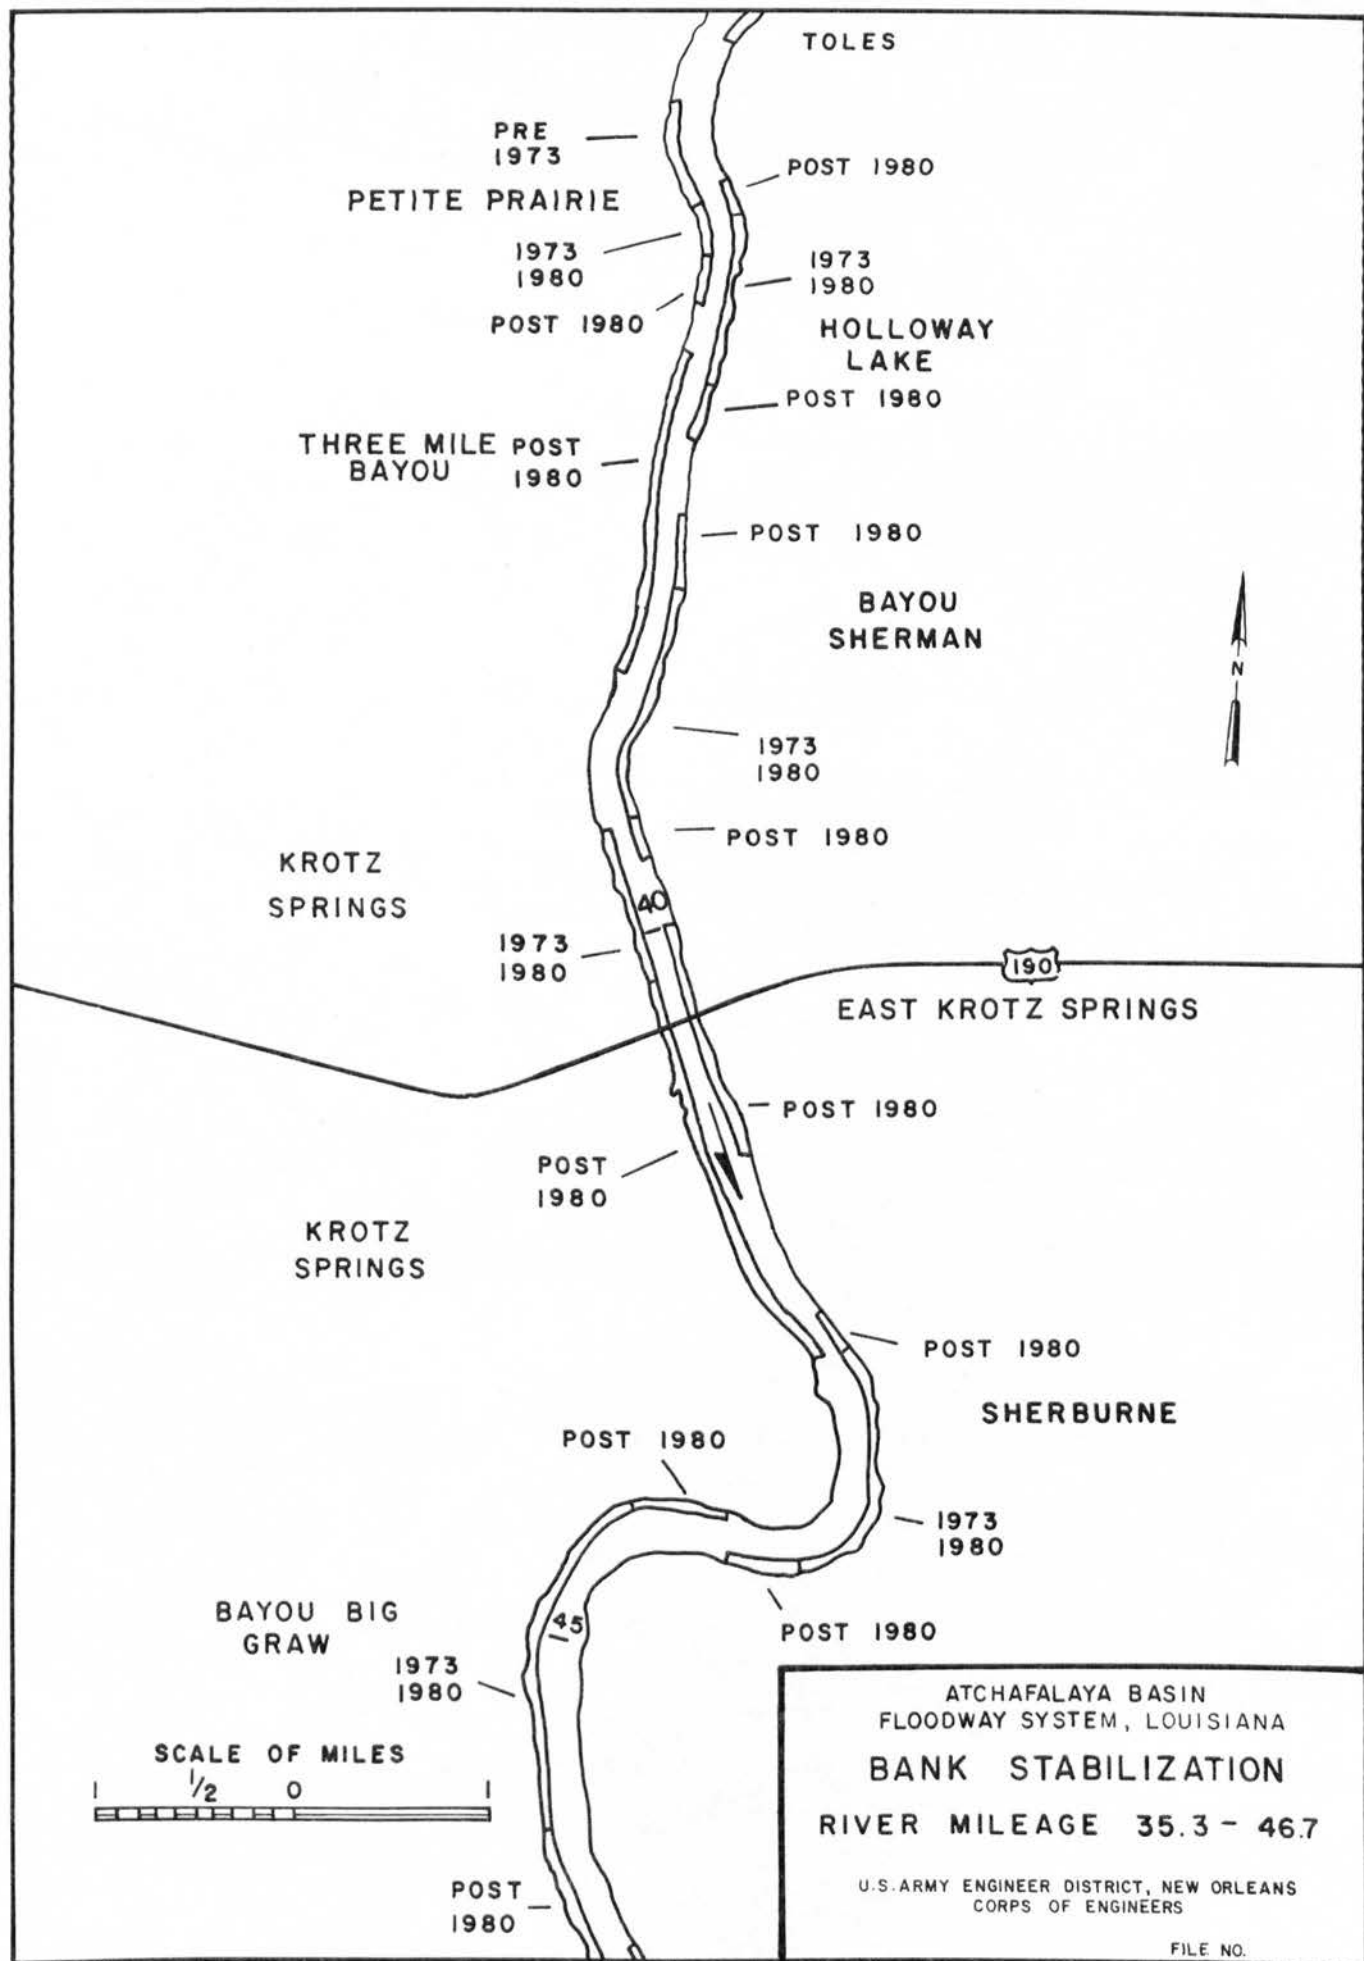 TOLES
PRE
1973
POST 1980
PETITE PRAIRIE
1973
1980
1973
1980
POST 1980
HOLLOWAY
LAKE
POST 1980
THREE MILE
BAYOU
POST
1980
POST 1980
BAYOU
SHERMAN
N
1973
1980
POST 1980
KROTZ
SPRINGS
40
1973
1980
190
EAST KROTZ SPRINGS
POST 1980
POST
1980
KROTZ
SPRINGS
POST 1980
SHERBURNE
POST 1980
1973
1980
45
BAYOU BIG
GRAW
POST 1980
1973
1980
SCALE OF MILES
1 1/2 0 1
POST
1980
ATCHAFALAYA BASIN
FLOODWAY SYSTEM, LOUISIANA
BANK STABILIZATION
RIVER MILEAGE 35.3 - 46.7
U.S. ARMY ENGINEER DISTRICT, NEW ORLEANS
CORPS OF ENGINEERS
FILE NO.